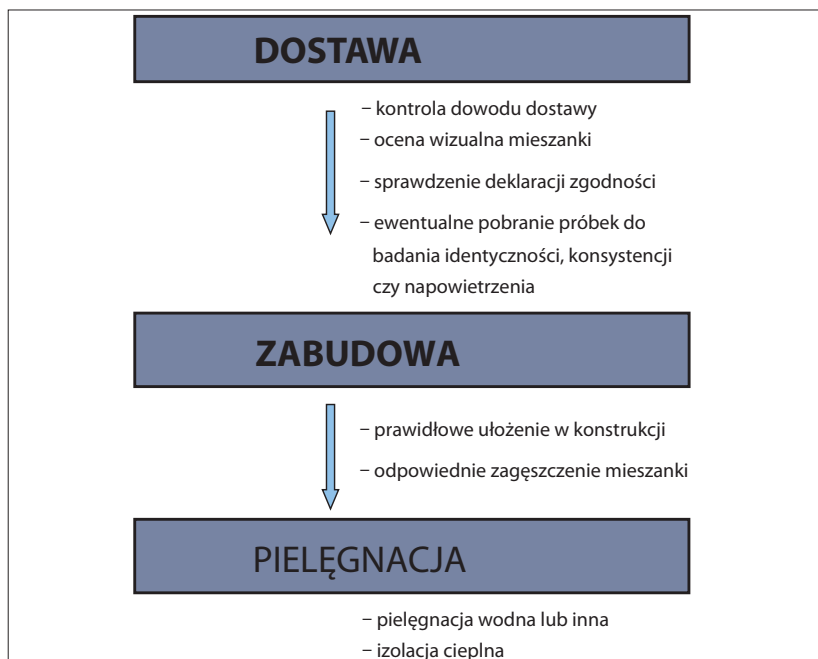 DOSTAWA
– kontrola dowodu dostawy
– ocena wizualna mieszanki
– sprawdzenie deklaracji zgodności
– ewentualne pobranie próbek do
badania identyczności, konsystencji
czy napowietrzenia
ZABUDOWA
– prawidłowe ułożenie w konstrukcji
– odpowiednie zagęszczenie mieszanki
PIELĘGNACJA
– pielęgnacja wodna lub inna
– izolacja cieplna